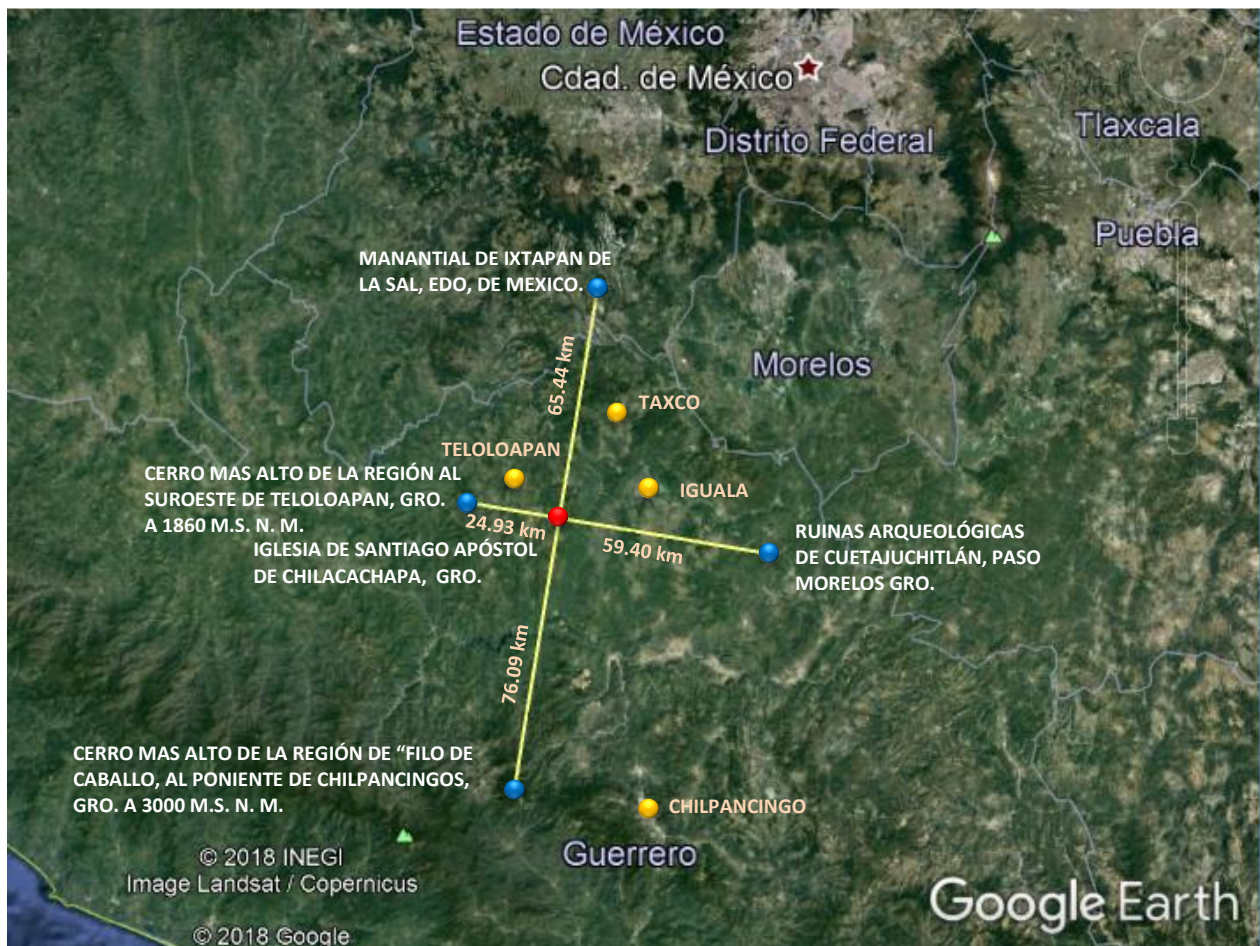 Estado de México
Cdad. de México
Distrito Federal
Tlaxcala
Puebla
MANANTIAL DE IXTAPAN DE
LA SAL, EDO, DE MEXICO.
65.44 km
Morelos
TAXCO
TELOLOAPAN
CERRO MAS ALTO DE LA REGIÓN AL
SUROESTE DE TELOLOAPAN, GRO.
A 1860 M.S. N. M.
IGUALA
24.93 km
59.40 km
IGLESIA DE SANTIAGO APÓSTOL
DE CHILACACHAPA, GRO.
RUINAS ARQUEOLÓGICAS
DE CUETAJUCHITLÁN, PASO
MORELOS GRO.
76.09 km
CERRO MAS ALTO DE LA REGIÓN DE “FILO DE
CABALLO, AL PONIENTE DE CHILPANCINGOS,
GRO. A 3000 M.S. N. M.
CHILPANCINGO
Guerrero
© 2018 INEGI
Image Landsat / Copernicus
© 2018 Google
Google Earth